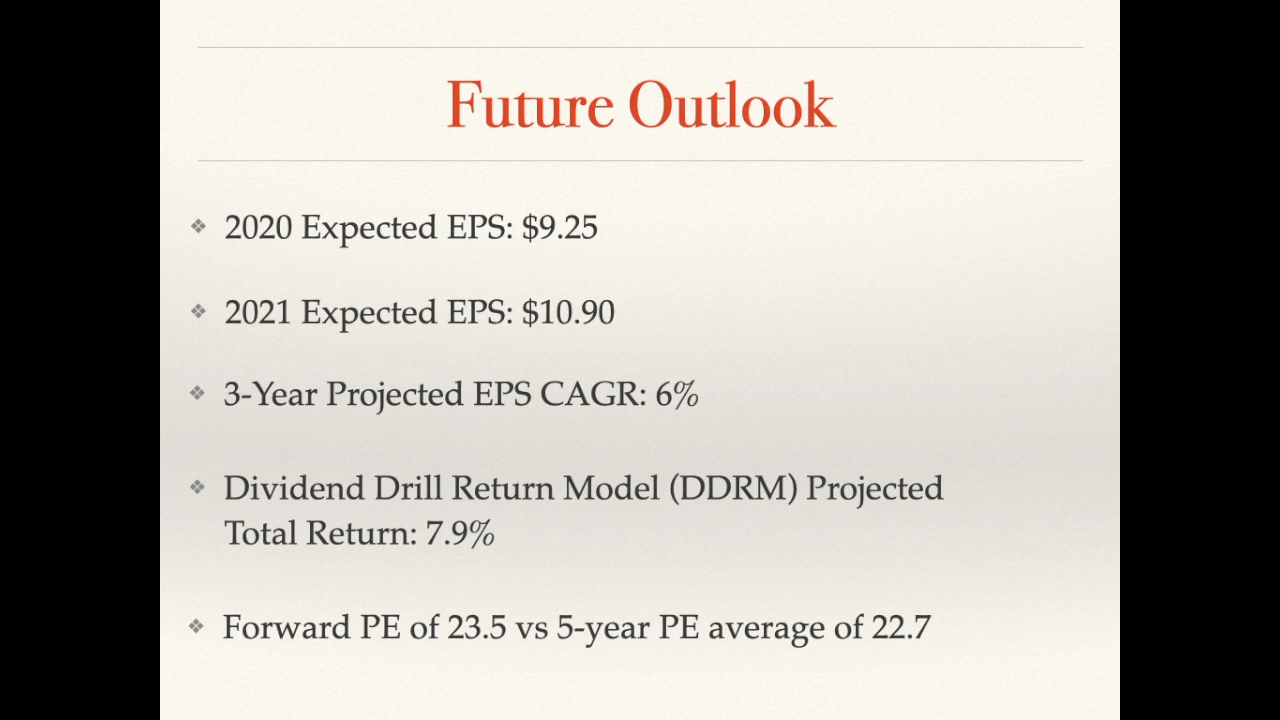 Future Outlook
❖ 2020 Expected EPS: $9.25
❖ 2021 Expected EPS: $10.90
❖ 3-Year Projected EPS CAGR: 6%
❖ Dividend Drill Return Model (DDRM) Projected
Total Return: 7.9%
❖ Forward PE of 23.5 vs 5-year PE average of 22.7